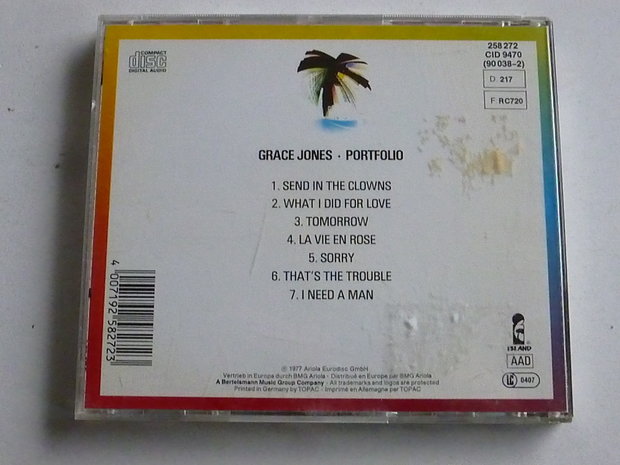 COMPACT
disc
DIGITAL AUDIO
258 272
CID 9470
(90 038-2)
D 217
F RC720
GRACE JONES · PORTFOLIO
1. SEND IN THE CLOWNS
2. WHAT I DID FOR LOVE
3. TOMORROW
4. LA VIE EN ROSE
5. SORRY
6. THAT'S THE TROUBLE
7. I NEED A MAN
4 007192 582723
ISLAND
AAD
LC 0407
℗ 1977 Ariola Eurodisc GmbH
Vertrieb in Europa durch BMG Ariola - Distribué en Europe par BMG Ariola
A Bertelsmann Music Group Company - All trademarks and logos are protected
Printed in Germany by TOPAC - Imprimé en Allemagne par TOPAC